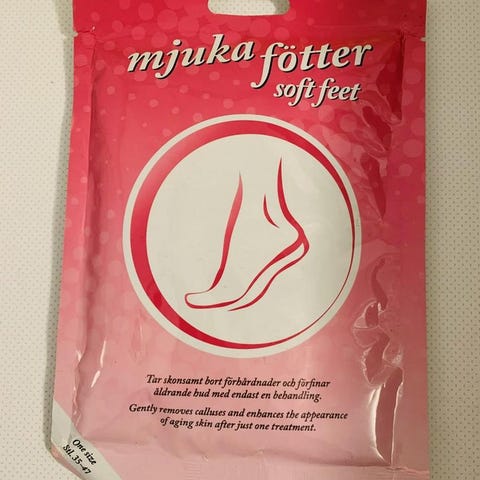 mjuka fötter
soft feet
Tar skonsamt bort förhårdnader och förfinar
åldrande hud med endast en behandling.
Gently removes calluses and enhances the appearance
of aging skin after just one treatment.
One size
Stl. 35-47